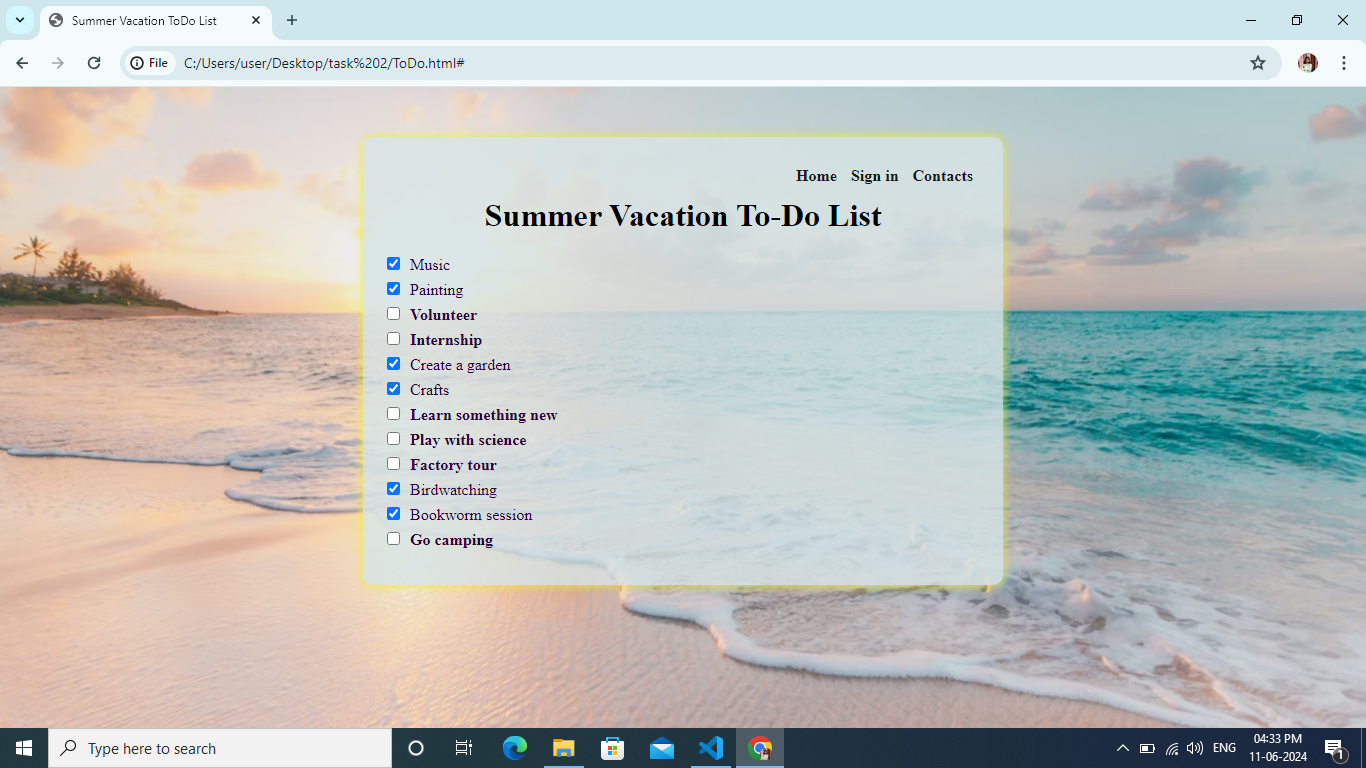 Summer Vacation ToDo List
File C:/Users/user/Desktop/task%202/ToDo.html#
Home Sign in Contacts
Summer Vacation To-Do List
Music
Painting
Volunteer
Internship
Create a garden
Crafts
Learn something new
Play with science
Factory tour
Birdwatching
Bookworm session
Go camping
Type here to search
ENG
04:33 PM
11-06-2024
1